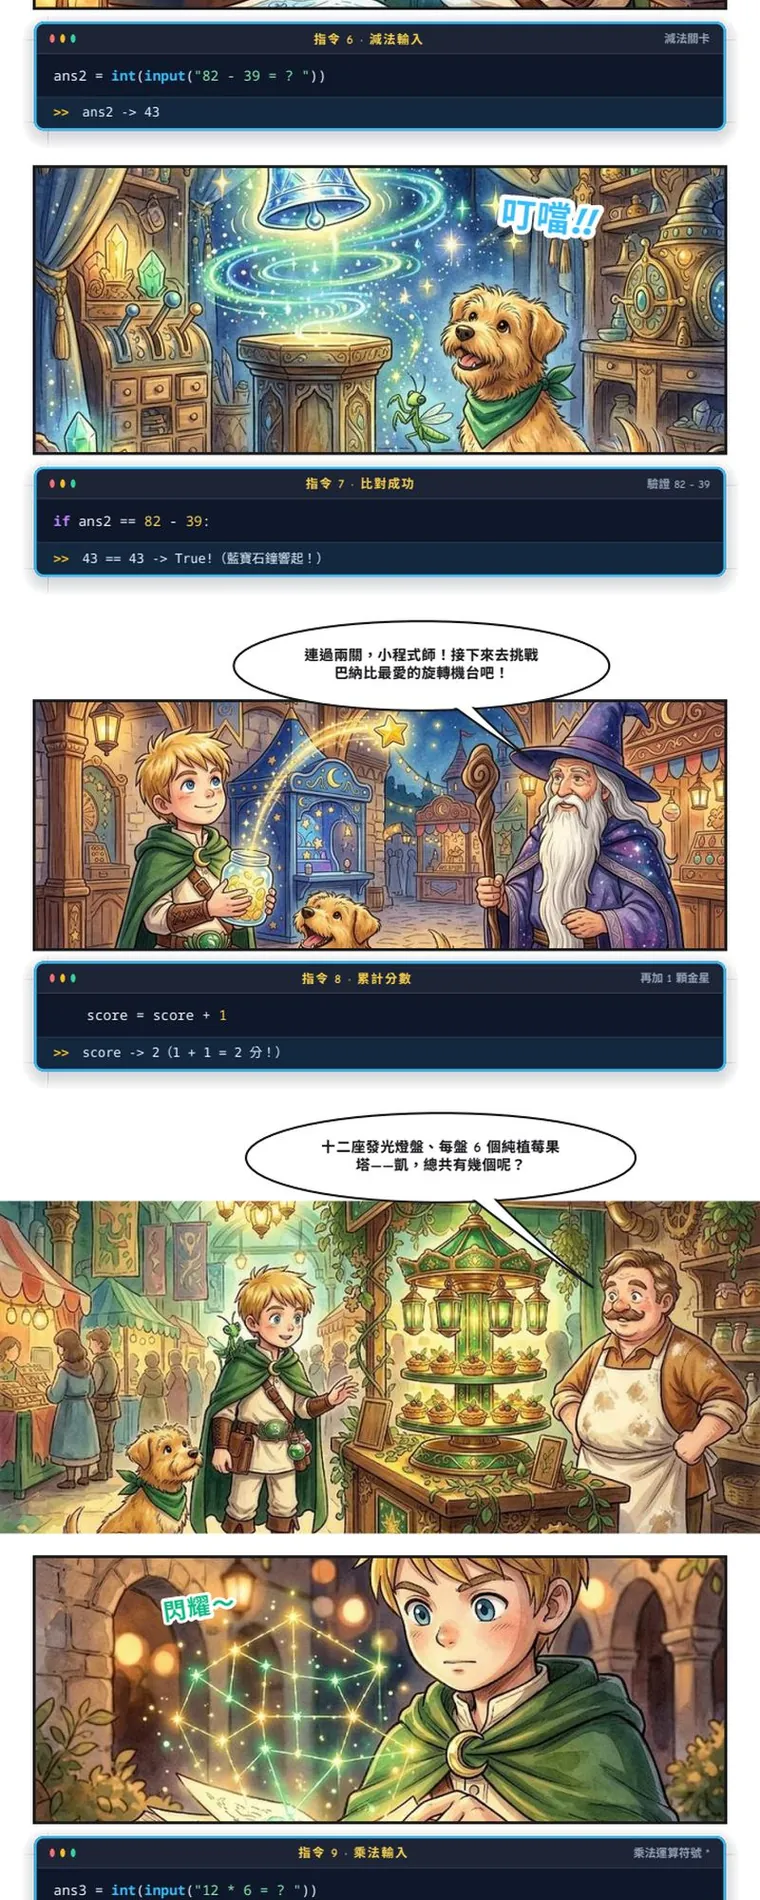 指令 6 · 減法輸入
減法關卡
ans2 = int(input("82 - 39 = ? "))
>> ans2 -> 43
叮噹!!
指令 7 · 比對成功
驗證 82 - 39
if ans2 == 82 - 39:
>> 43 == 43 -> True!（藍寶石鐘響起！）
連過兩關，小程式師！接下來去挑戰
巴納比最愛的旋轉機台吧！
指令 8 · 累計分數
再加 1 顆金星
score = score + 1
>> score -> 2（1 + 1 = 2 分！）
十二座發光燈盤、每盤 6 個純植莓果
塔——凱，總共有幾個呢？
閃耀～
指令 9 · 乘法輸入
乘法運算符號 *
ans3 = int(input("12 * 6 = ? "))